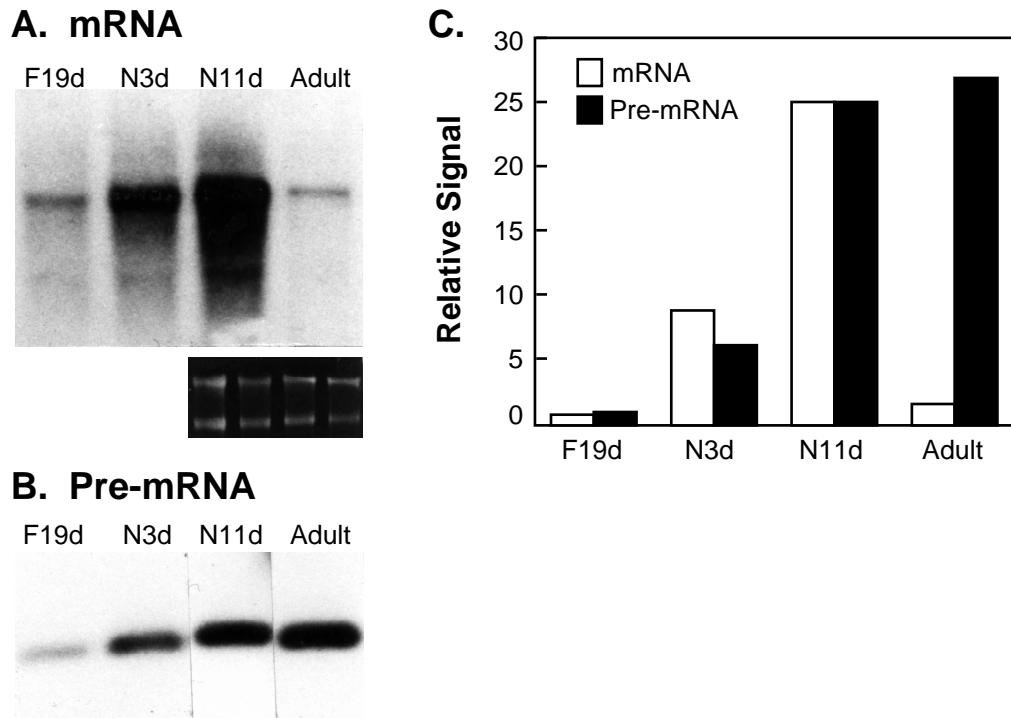 A. mRNA
F19d N3d N11d Adult
B. Pre-mRNA
F19d N3d N11d Adult
C.
30
25
20
15
10
5
0
Relative Signal
mRNA
Pre-mRNA
F19d N3d N11d Adult